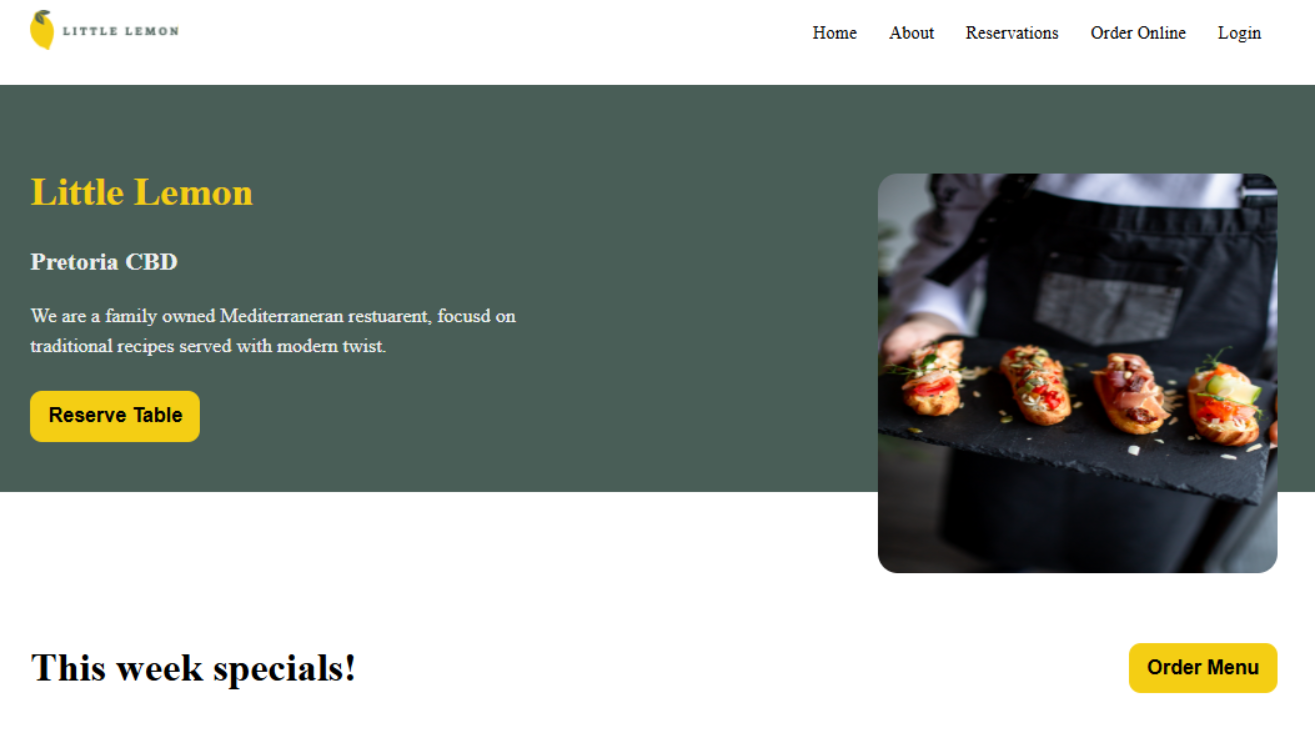 LITTLE LEMON
Home About Reservations Order Online Login
Little Lemon
Pretoria CBD
We are a family owned Mediterranean restuarent, focusd on
traditional recipes served with modern twist.
Reserve Table
This week specials!
Order Menu